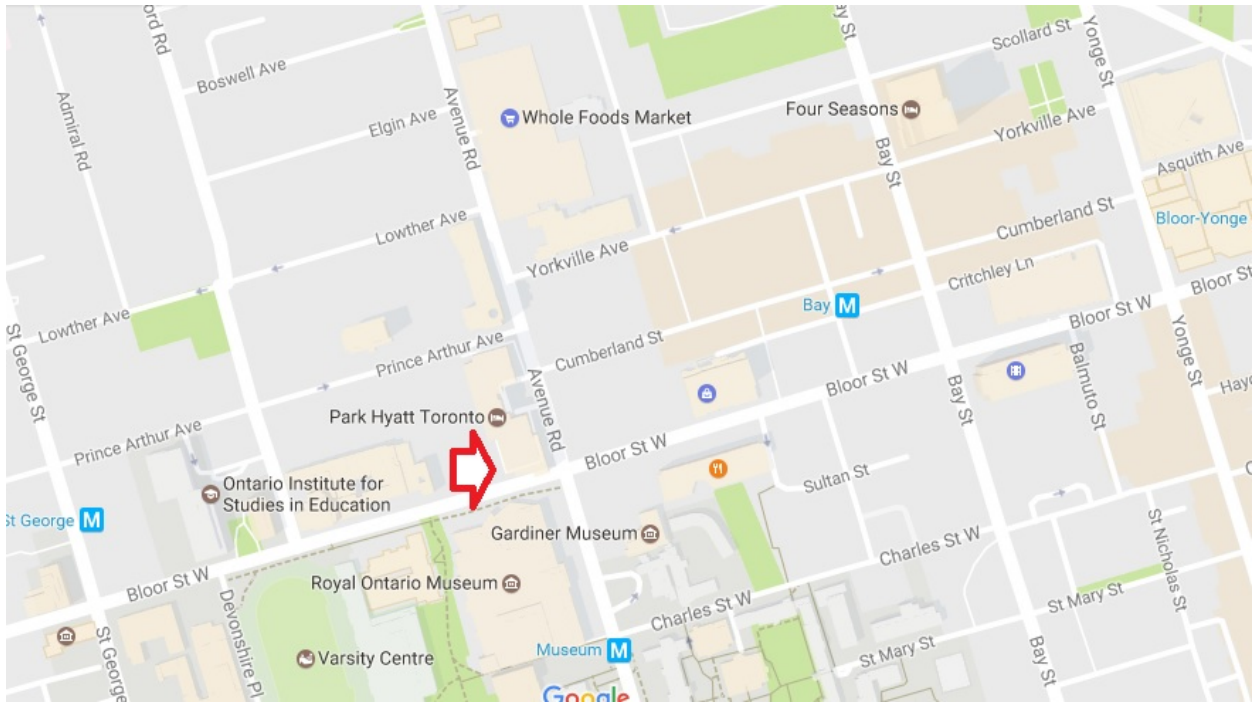 ord Rd
ay St
Scollard St
Yonge St
Boswell Ave
Admiral Rd
Avenue Rd
Whole Foods Market
Four Seasons
Elgin Ave
Yorkville Ave
Bay St
Asquith Ave
Lowther Ave
Cumberland St
Bloor-Yonge
Yorkville Ave
Critchley Ln
Bloor St
Bay M
Bloor St W
Lowther Ave
St George St
Prince Arthur Ave
Cumberland St
Yonge St
Balmuto St
Avenue Rd
Bloor St W
Bay St
Hayd
Park Hyatt Toronto
Prince Arthur Ave
Bloor St W
Sultan St
C
Ontario Institute for
Studies in Education
St George M
Gardiner Museum
St Nicholas St
Charles St W
Bloor St W
Royal Ontario Museum
Devonshire Pl
Charles St W
St Mary St
St George
Varsity Centre
Museum M
St Mary St
Bay St
Google